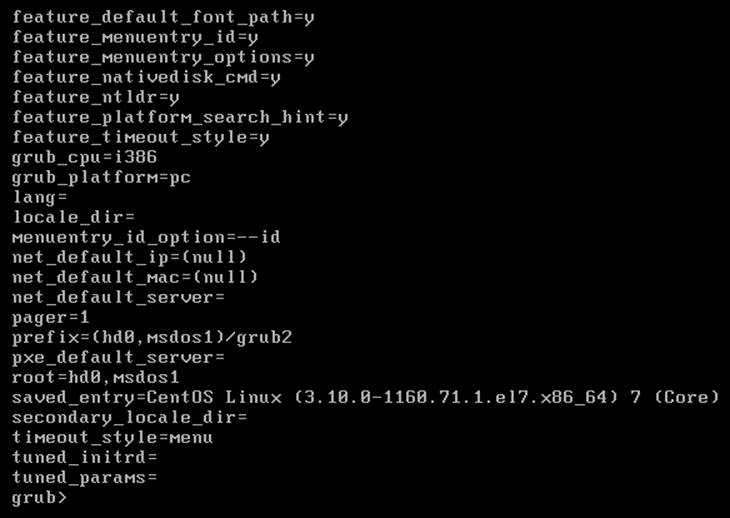 feature_default_font_path=y
feature_menuentry_id=y
feature_menuentry_options=y
feature_nativedisk_cmd=y
feature_ntldr=y
feature_platform_search_hint=y
feature_timeout_style=y
grub_cpu=i386
grub_platform=pc
lang=
locale_dir=
menuentry_id_option=--id
net_default_ip=(null)
net_default_mac=(null)
net_default_server=
pager=1
prefix=(hd0,msdos1)/grub2
pxe_default_server=
root=hd0,msdos1
saved_entry=CentOS Linux (3.10.0-1160.71.1.el7.x86_64) 7 (Core)
secondary_locale_dir=
timeout_style=menu
tuned_initrd=
tuned_params=
grub>